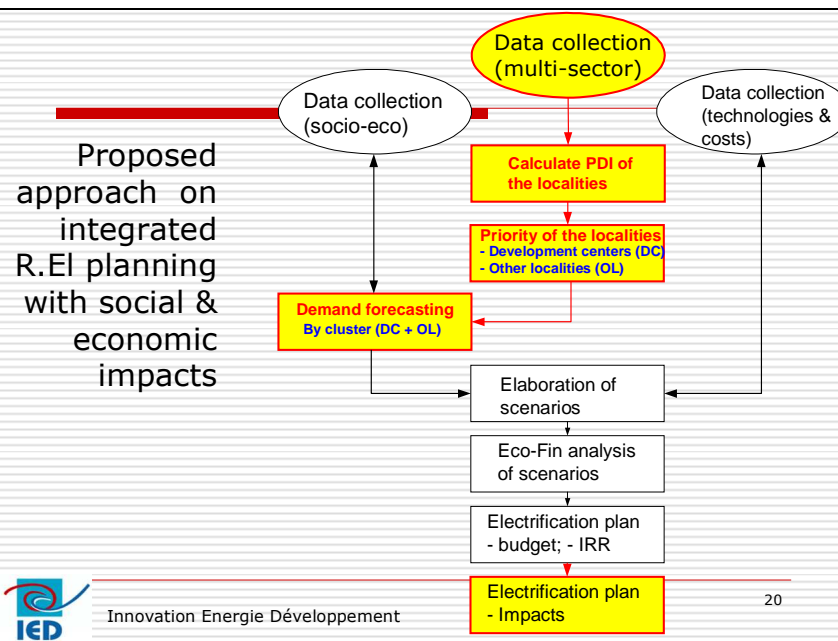 Data collection
(multi-sector)
Data collection
(socio-eco)
Data collection
(technologies &
costs)
Proposed
approach on
integrated
R.El planning
with social &
economic
impacts
Calculate PDI of
the localities
Priority of the localities
- Development centers (DC)
- Other localities (OL)
Demand forecasting
By cluster (DC + OL)
Elaboration of
scenarios
Eco-Fin analysis
of scenarios
Electrification plan
- budget; - IRR
Electrification plan
- Impacts
20
IED
Innovation Energie Développement